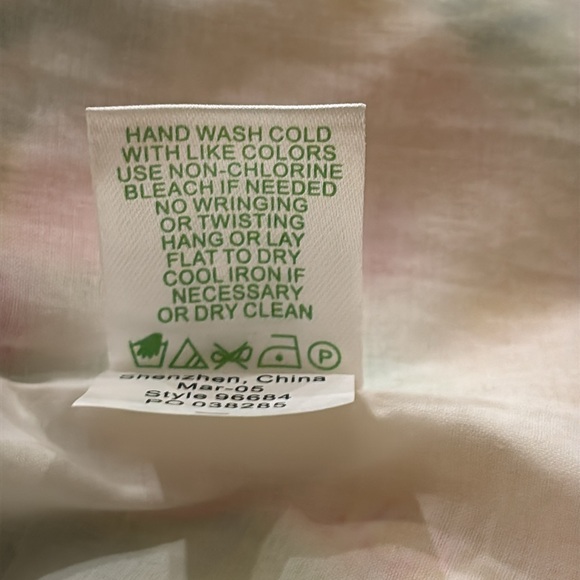 HAND WASH COLD
WITH LIKE COLORS
USE NON-CHLORINE
BLEACH IF NEEDED
NO WRINGING
OR TWISTING
HANG OR LAY
FLAT TO DRY
COOL IRON IF
NECESSARY
OR DRY CLEAN
P
Shenzhen, China
Mar-05
Style 96684
PO 038285